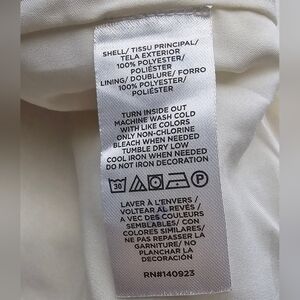 SHELL/ TISSU PRINCIPAL/
TELA EXTERIOR
100% POLYESTER/
POLIÉSTER
LINING/ DOUBLURE/ FORRO
100% POLYESTER/
POLIÉSTER
TURN INSIDE OUT
MACHINE WASH COLD
WITH LIKE COLORS
ONLY NON-CHLORINE
BLEACH WHEN NEEDED
TUMBLE DRY LOW
COOL IRON WHEN NEEDED
DO NOT IRON DECORATION
30
P
LAVER À L'ENVERS /
VOLTEAR AL REVÉS /
A VEC DES COULEURS
SEMBLABLES/ CON
COLORES SIMILARES/
NE PAS REPASSER LA
GARNITURE/ NO
PLANCHAR LA
DECORACIÓN
RN#140923